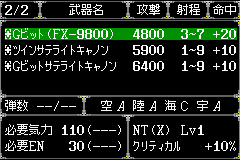 2/2 武器名 攻撃 射程 命中
⌘Gビット(FX-9800) 4800 3~7 +20
⌘ツインサテライトキャノン 5900 1~9 +10
⌘Gビットサテライトキャノン 6400 1~9 +10
弾数 --/-- 空A 陸A 海C 宇A
必要気力 110(---) NT(X) Lv1
必要EN 30(---) クリティカル +10%